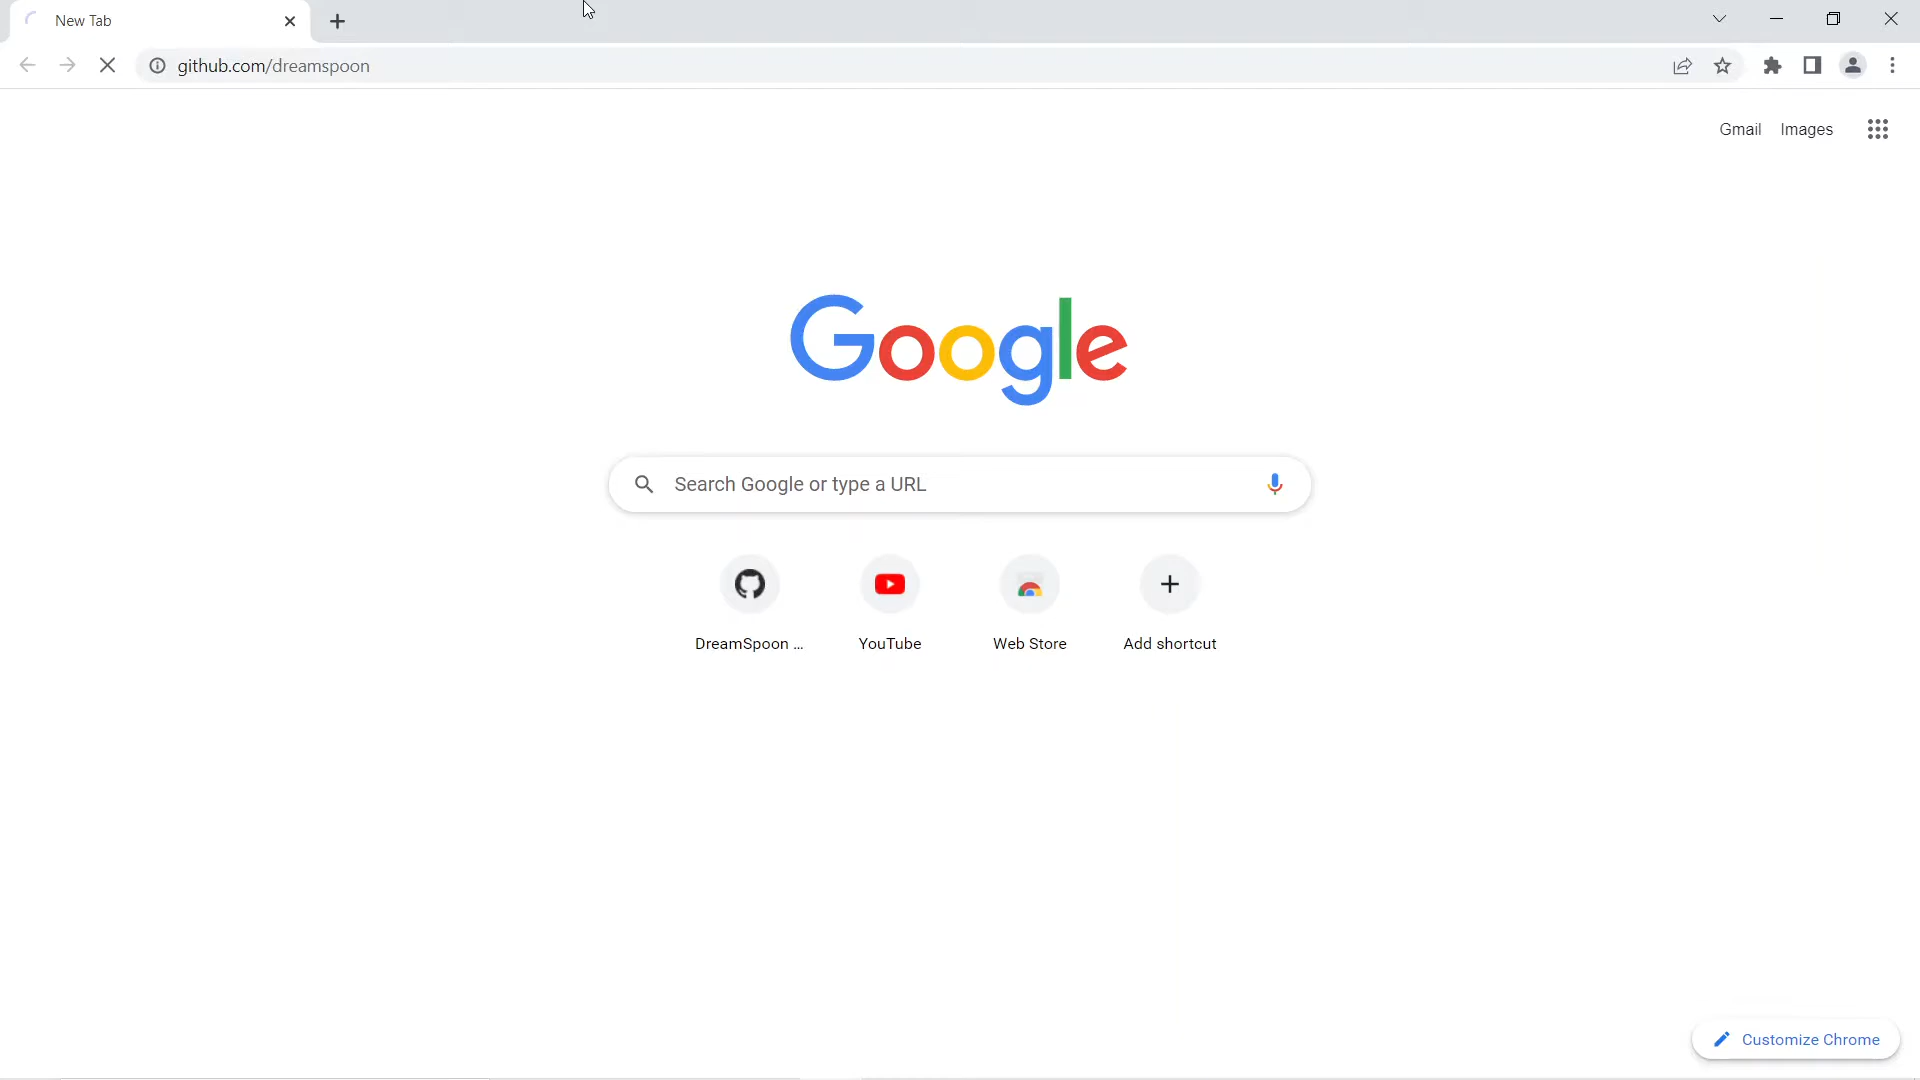 New Tab
github.com/dreamspoon
Gmail Images
Google
Search Google or type a URL
DreamSpoon ... YouTube Web Store Add shortcut
Customize Chrome